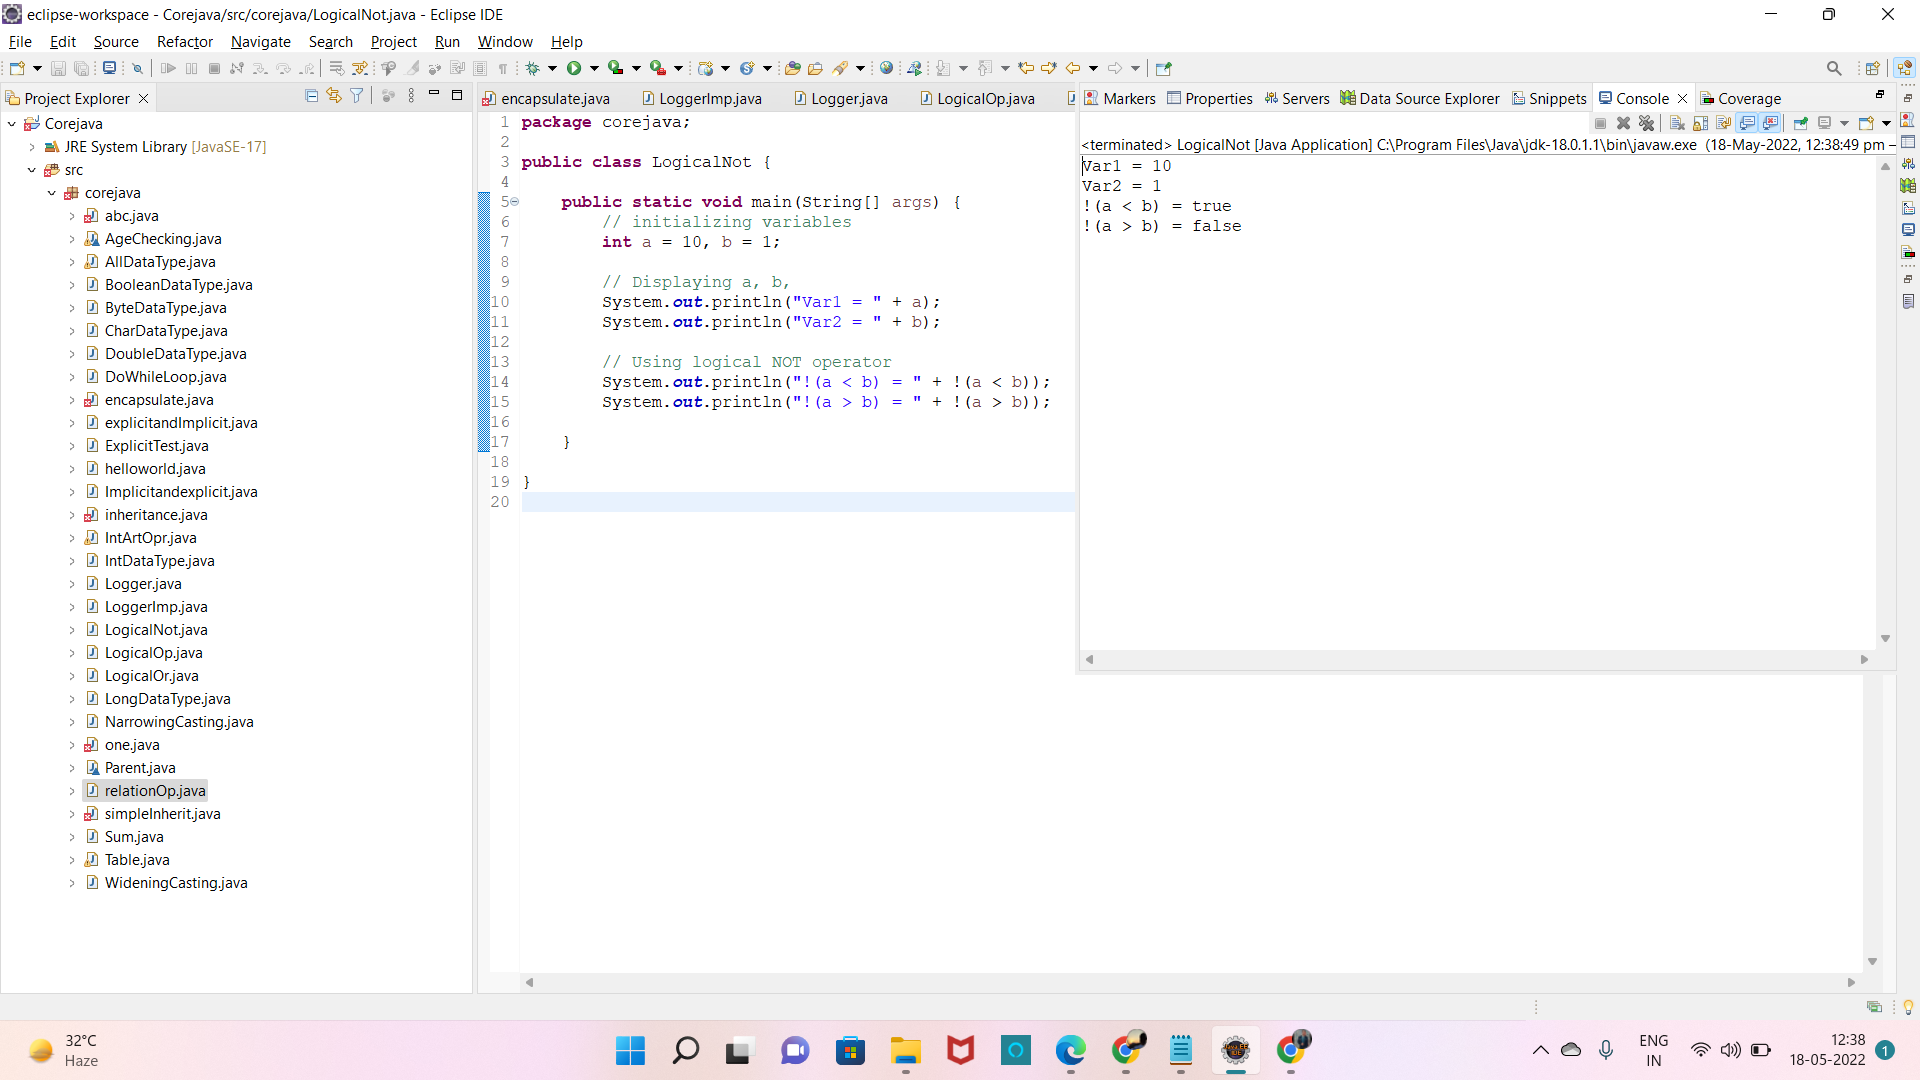 eclipse-workspace - Corejava/src/corejava/LogicalNot.java - Eclipse IDE
File Edit Source Refactor Navigate Search Project Run Window Help
Project Explorer
Corejava
JRE System Library [JavaSE-17]
src
corejava
abc.java
AgeChecking.java
AllDataType.java
BooleanDataType.java
ByteDataType.java
CharDataType.java
DoubleDataType.java
DoWhileLoop.java
encapsulate.java
explicitandImplicit.java
ExplicitTest.java
helloworld.java
Implicitandexplicit.java
inheritance.java
IntArtOpr.java
IntDataType.java
Logger.java
LoggerImp.java
LogicalNot.java
LogicalOp.java
LogicalOr.java
LongDataType.java
NarrowingCasting.java
one.java
Parent.java
relationOp.java
simpleInherit.java
Sum.java
Table.java
WideningCasting.java
encapsulate.java LoggerImp.java Logger.java LogicalOp.java
1 package corejava;
2
3 public class LogicalNot {
4
5 public static void main(String[] args) {
6 // initializing variables
7 int a = 10, b = 1;
8
9 // Displaying a, b,
10 System.out.println("Var1 = " + a);
11 System.out.println("Var2 = " + b);
12
13 // Using logical NOT operator
14 System.out.println("!(a < b) = " + !(a < b));
15 System.out.println("!(a > b) = " + !(a > b));
16
17 }
18
19 }
20
Markers Properties Servers Data Source Explorer Snippets Console Coverage
<terminated> LogicalNot [Java Application] C:\Program Files\Java\jdk-18.0.1.1\bin\javaw.exe (18-May-2022, 12:38:49 pm –
Var1 = 10
Var2 = 1
!(a < b) = true
!(a > b) = false
32°C
Haze
ENG
IN
12:38
18-05-2022
1